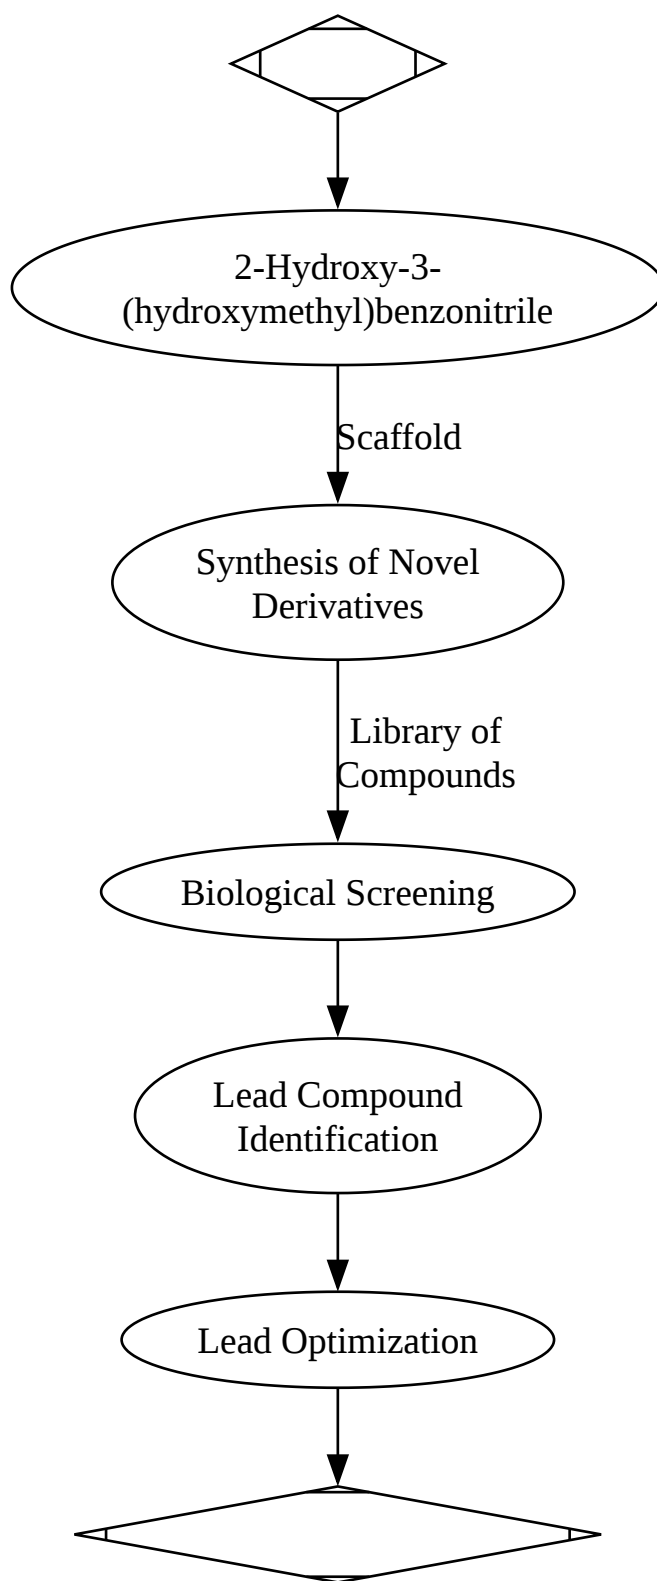 2-Hydroxy-3-
(hydroxymethyl)benzonitrile
Scaffold
Synthesis of Novel
Derivatives
Library of
Compounds
Biological Screening
Lead Compound
Identification
Lead Optimization